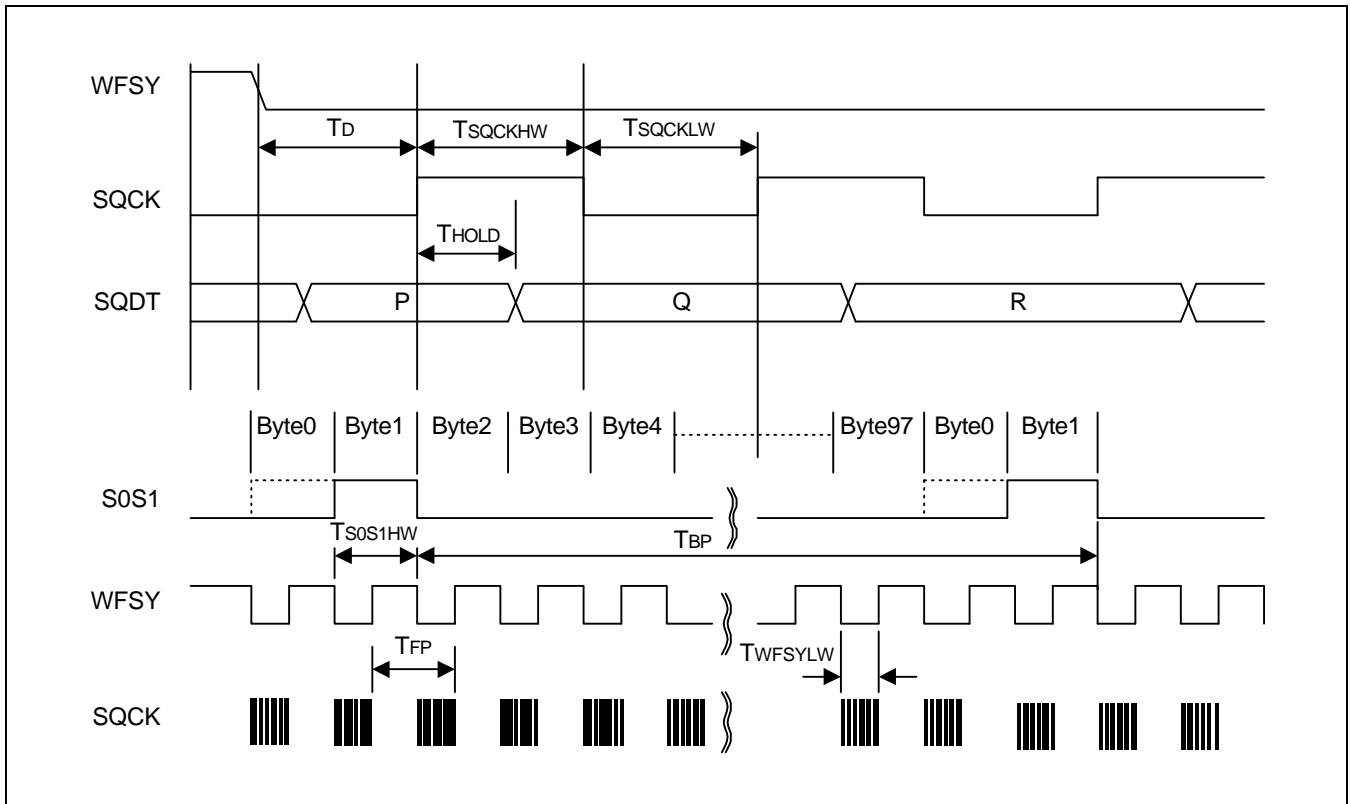 WFSY
TD TSQCKHW TSQCKLW
SQCK
THOLD
SQDT P Q R
Byte0 Byte1 Byte2 Byte3 Byte4 Byte97 Byte0 Byte1
S0S1
TS0S1HW TBP
WFSY
TFP TWFSYLW
SQCK